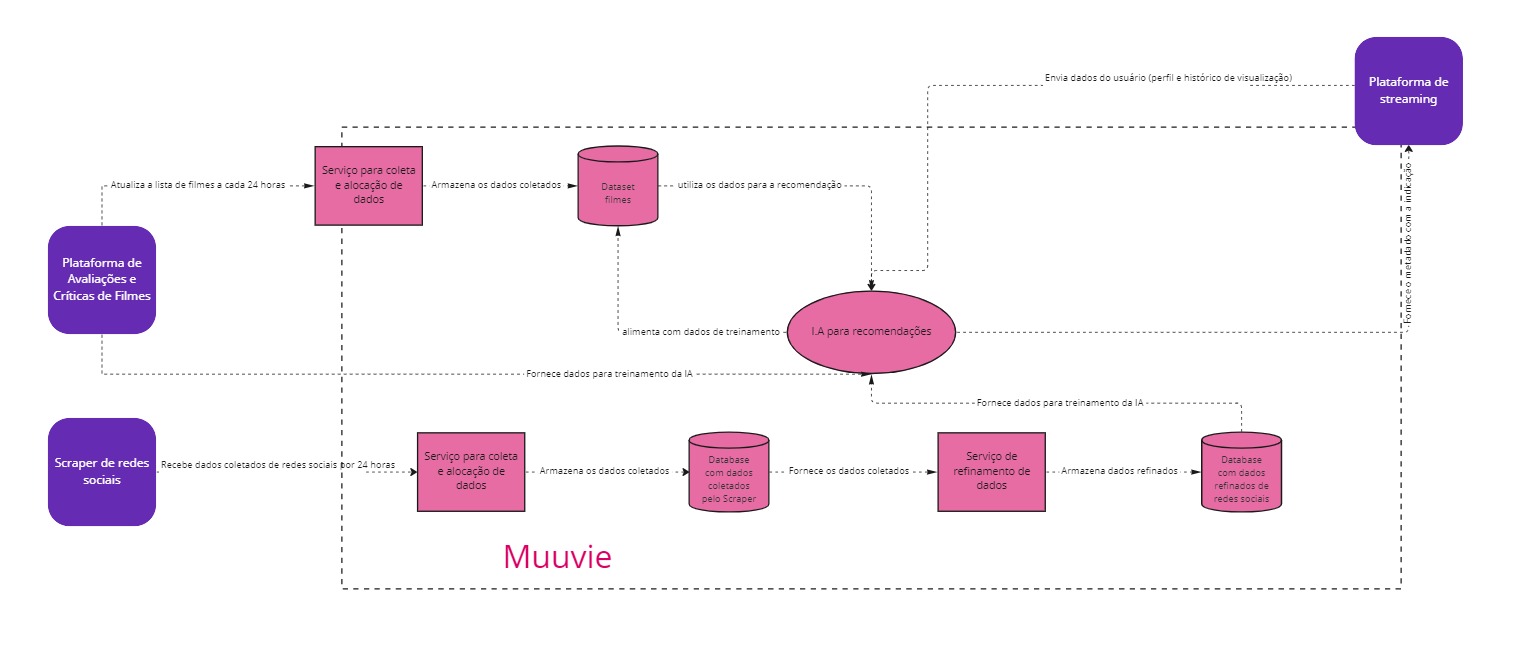 Plataforma de
streaming
Envia dados do usuário (perfil e histórico de visualização)
Serviço para coleta
e alocação de
dados
Atualiza a lista de filmes a cada 24 horas
Armazena os dados coletados
Dataset
filmes
utiliza os dados para a recomendação
Fornece o metadado com a indicação
Plataforma de
Avaliações e
Críticas de Filmes
alimenta com dados de treinamento
I.A para recomendações
Fornece dados para treinamento da IA
Fornece dados para treinamento da IA
Scraper de redes
sociais
Recebe dados coletados de redes sociais por 24 horas
Serviço para coleta
e alocação de
dados
Armazena os dados coletados
Database
com dados
coletados
pelo Scraper
Fornece os dados coletados
Serviço de
refinamento de
dados
Armazena dados refinados
Database
com dados
refinados de
redes sociais
Muuvie